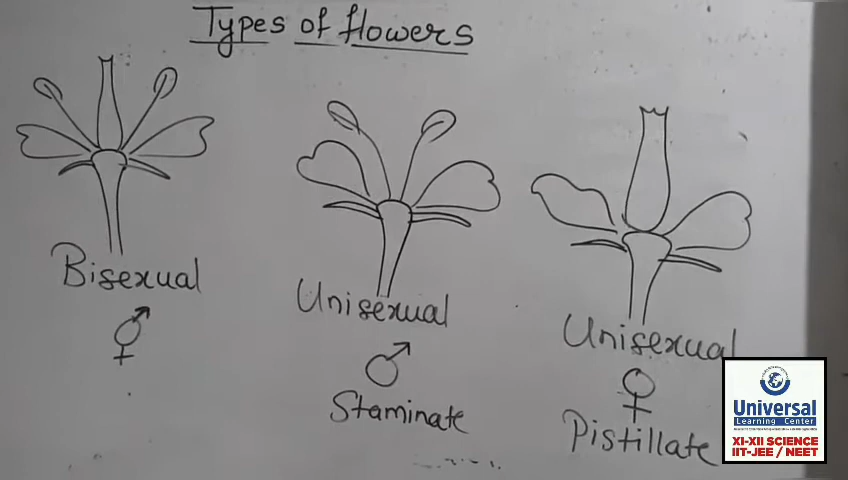 Types of flowers
Bisexual
Unisexual
Staminate
Unisexual
Pistillate
Universal
Learning Center
XI-XII SCIENCE
IIT-JEE / NEET